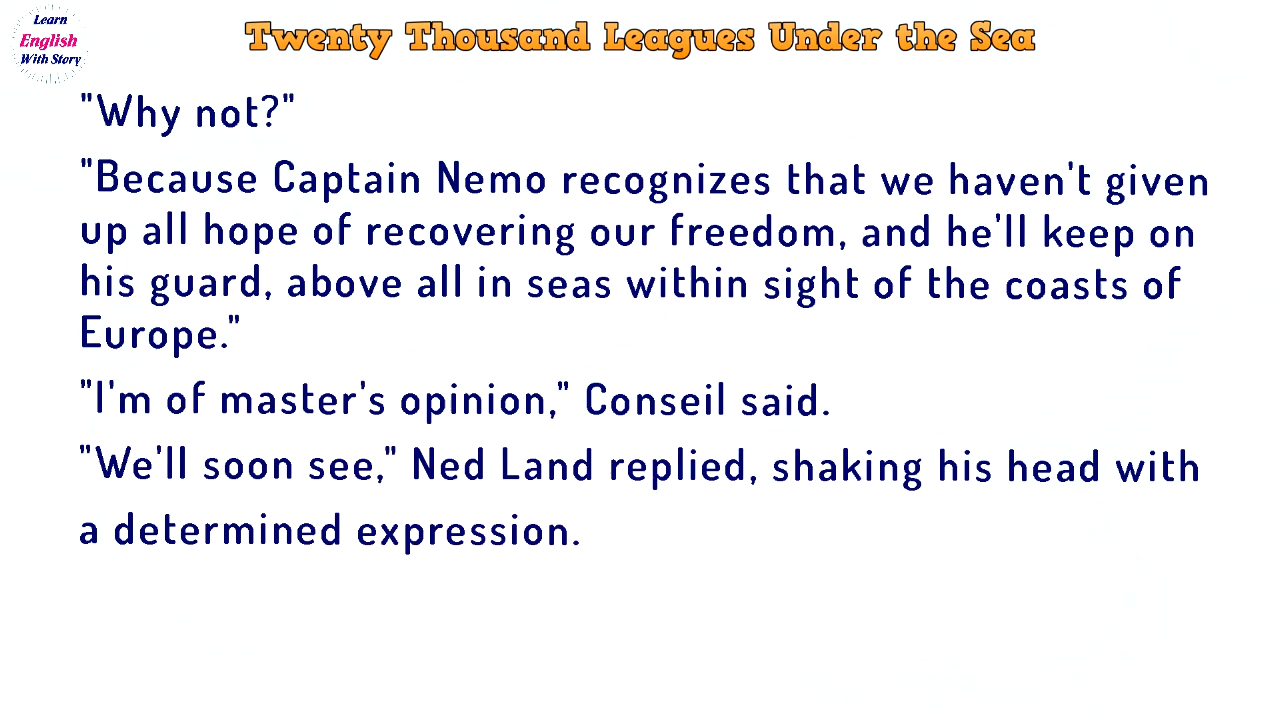 Learn
English
With Story
Twenty Thousand Leagues Under the Sea
"Why not?"
"Because Captain Nemo recognizes that we haven't given
up all hope of recovering our freedom, and he'll keep on
his guard, above all in seas within sight of the coasts of
Europe."
"I'm of master's opinion," Conseil said.
"We'll soon see," Ned Land replied, shaking his head with
a determined expression.